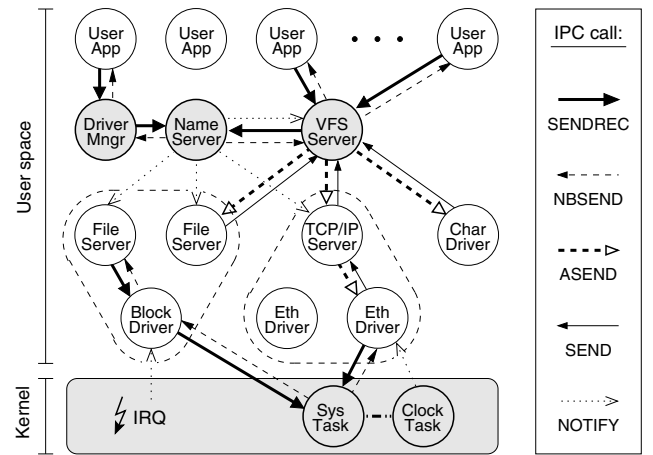 User
App
User
App
User
App
User
App
IPC call:
SENDREC
NBSEND
ASEND
SEND
NOTIFY
User space
Driver
Mngr
Name
Server
VFS
Server
File
Server
File
Server
TCP/IP
Server
Char
Driver
Block
Driver
Eth
Driver
Eth
Driver
Kernel
IRQ
Sys
Task
Clock
Task